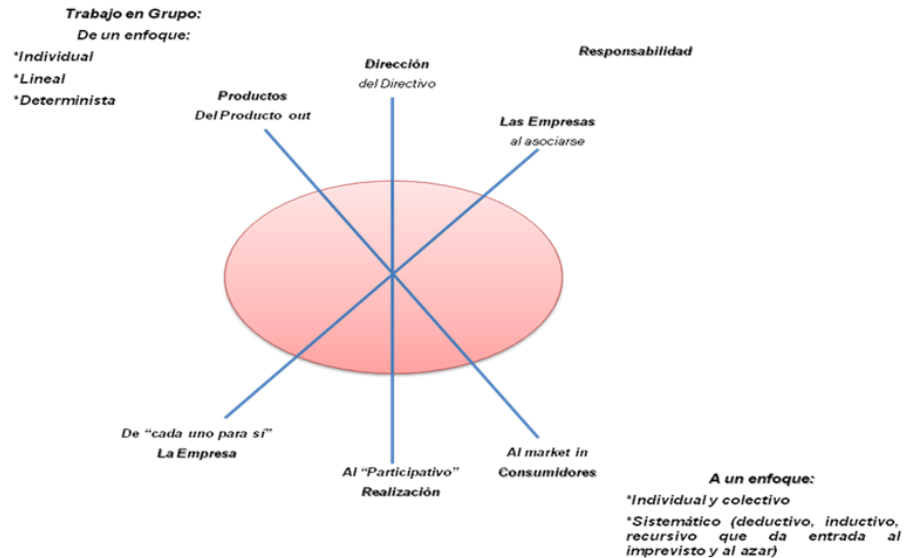 Trabajo en Grupo:
De un enfoque:
*Individual
*Lineal
*Determinista
Responsabilidad
Dirección
del Directivo
Productos
Del Producto out
Las Empresas
al asociarse
De “cada uno para sí”
La Empresa
Al “Participativo”
Realización
Al market in
Consumidores
A un enfoque:
*Individual y colectivo
*Sistemático (deductivo, inductivo,
recursivo que da entrada al
imprevisto y al azar)